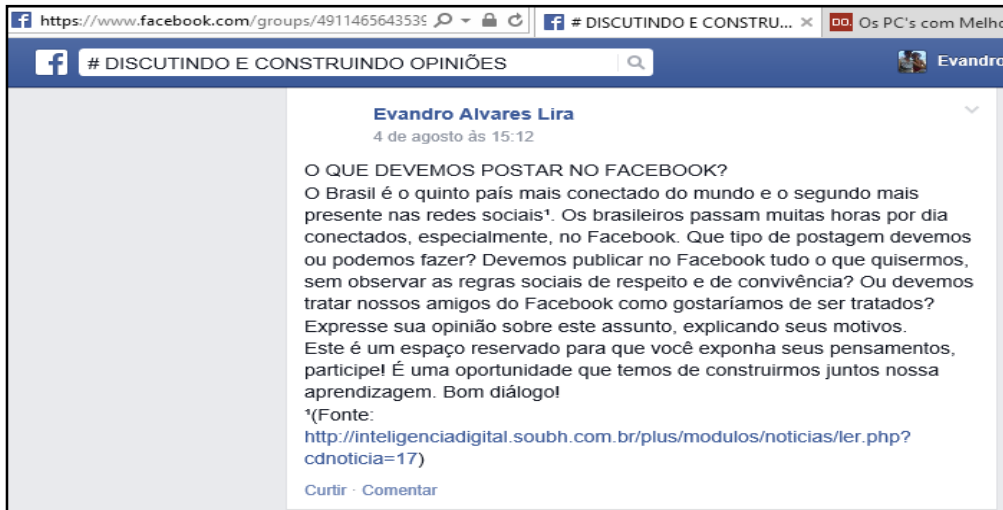 https://www.facebook.com/groups/491146564353
# DISCUTINDO E CONSTRU...
DO. Os PC's com Melho
# DISCUTINDO E CONSTRUINDO OPINIÕES
Evandro
Evandro Alvares Lira
4 de agosto às 15:12
O QUE DEVEMOS POSTAR NO FACEBOOK?
O Brasil é o quinto país mais conectado do mundo e o segundo mais
presente nas redes sociais¹. Os brasileiros passam muitas horas por dia
conectados, especialmente, no Facebook. Que tipo de postagem devemos
ou podemos fazer? Devemos publicar no Facebook tudo o que quisermos,
sem observar as regras sociais de respeito e de convivência? Ou devemos
tratar nossos amigos do Facebook como gostaríamos de ser tratados?
Expresse sua opinião sobre este assunto, explicando seus motivos.
Este é um espaço reservado para que você exponha seus pensamentos,
participe! É uma oportunidade que temos de construirmos juntos nossa
aprendizagem. Bom diálogo!
¹(Fonte:
http://inteligenciadigital.soubh.com.br/plus/modulos/noticias/ler.php?
cdnoticia=17)
Curtir · Comentar